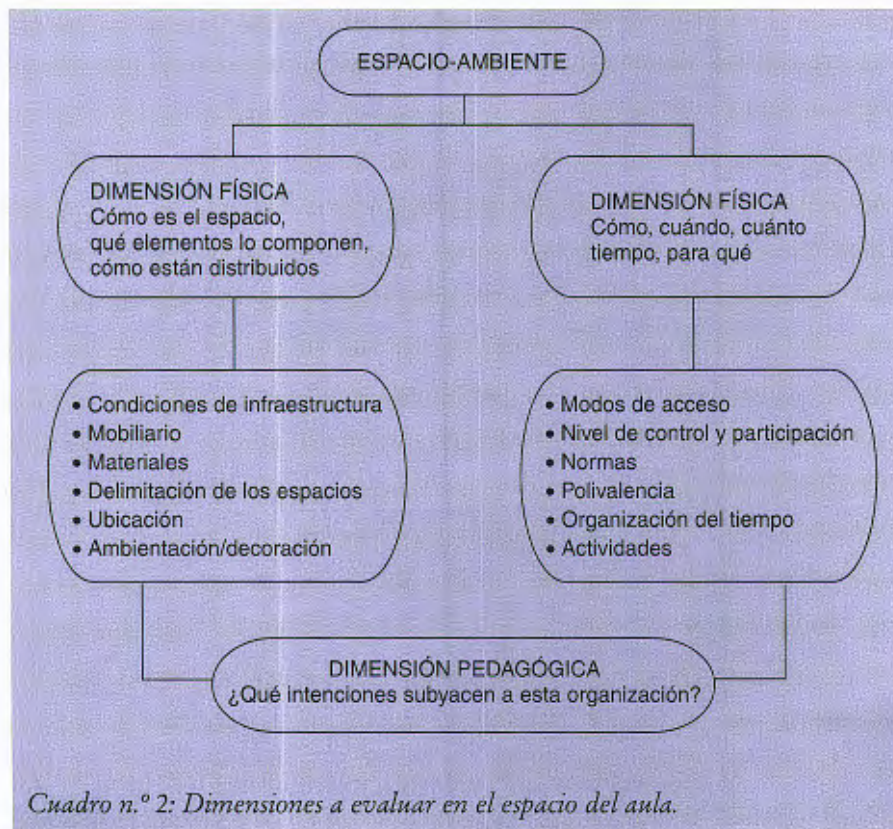 ESPACIO-AMBIENTE
DIMENSIÓN FÍSICA
Cómo es el espacio,
qué elementos lo componen,
cómo están distribuidos
DIMENSIÓN FÍSICA
Cómo, cuándo, cuánto
tiempo, para qué
• Condiciones de infraestructura
• Mobiliario
• Materiales
• Delimitación de los espacios
• Ubicación
• Ambientación/decoración
• Modos de acceso
• Nivel de control y participación
• Normas
• Polivalencia
• Organización del tiempo
• Actividades
DIMENSIÓN PEDAGÓGICA
¿Qué intenciones subyacen a esta organización?
Cuadro n.º 2: Dimensiones a evaluar en el espacio del aula.